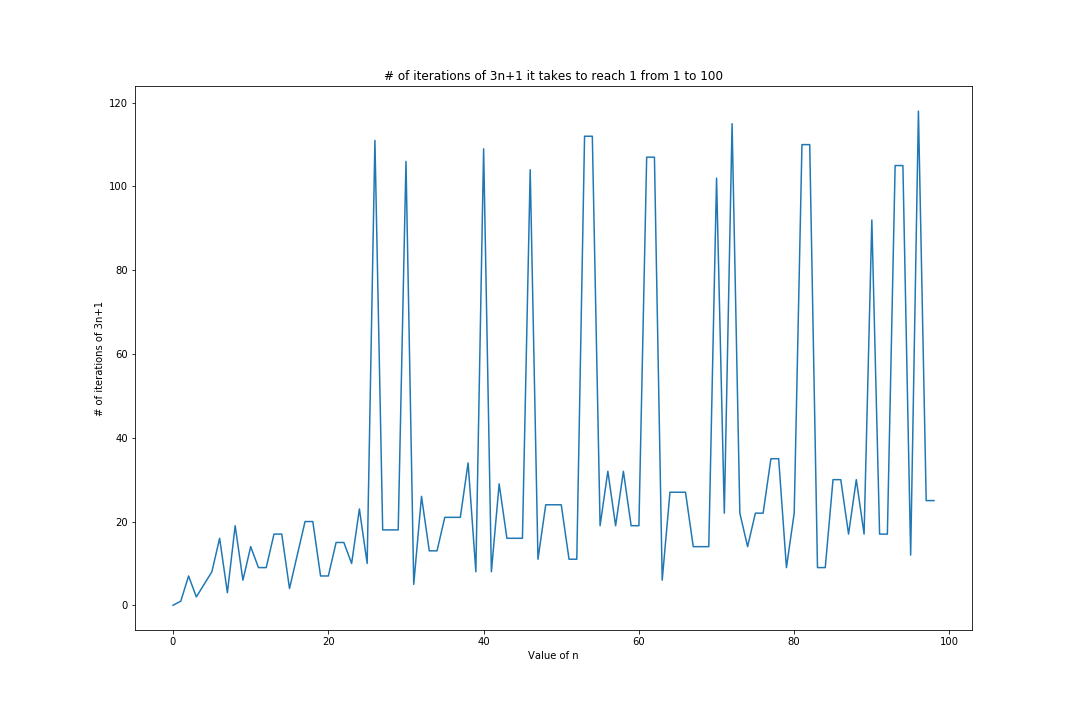 # of iterations of 3n+1 it takes to reach 1 from 1 to 100
120
100
80
60
40
20
0
# of iterations of 3n+1
0 20 40 60 80 100
Value of n